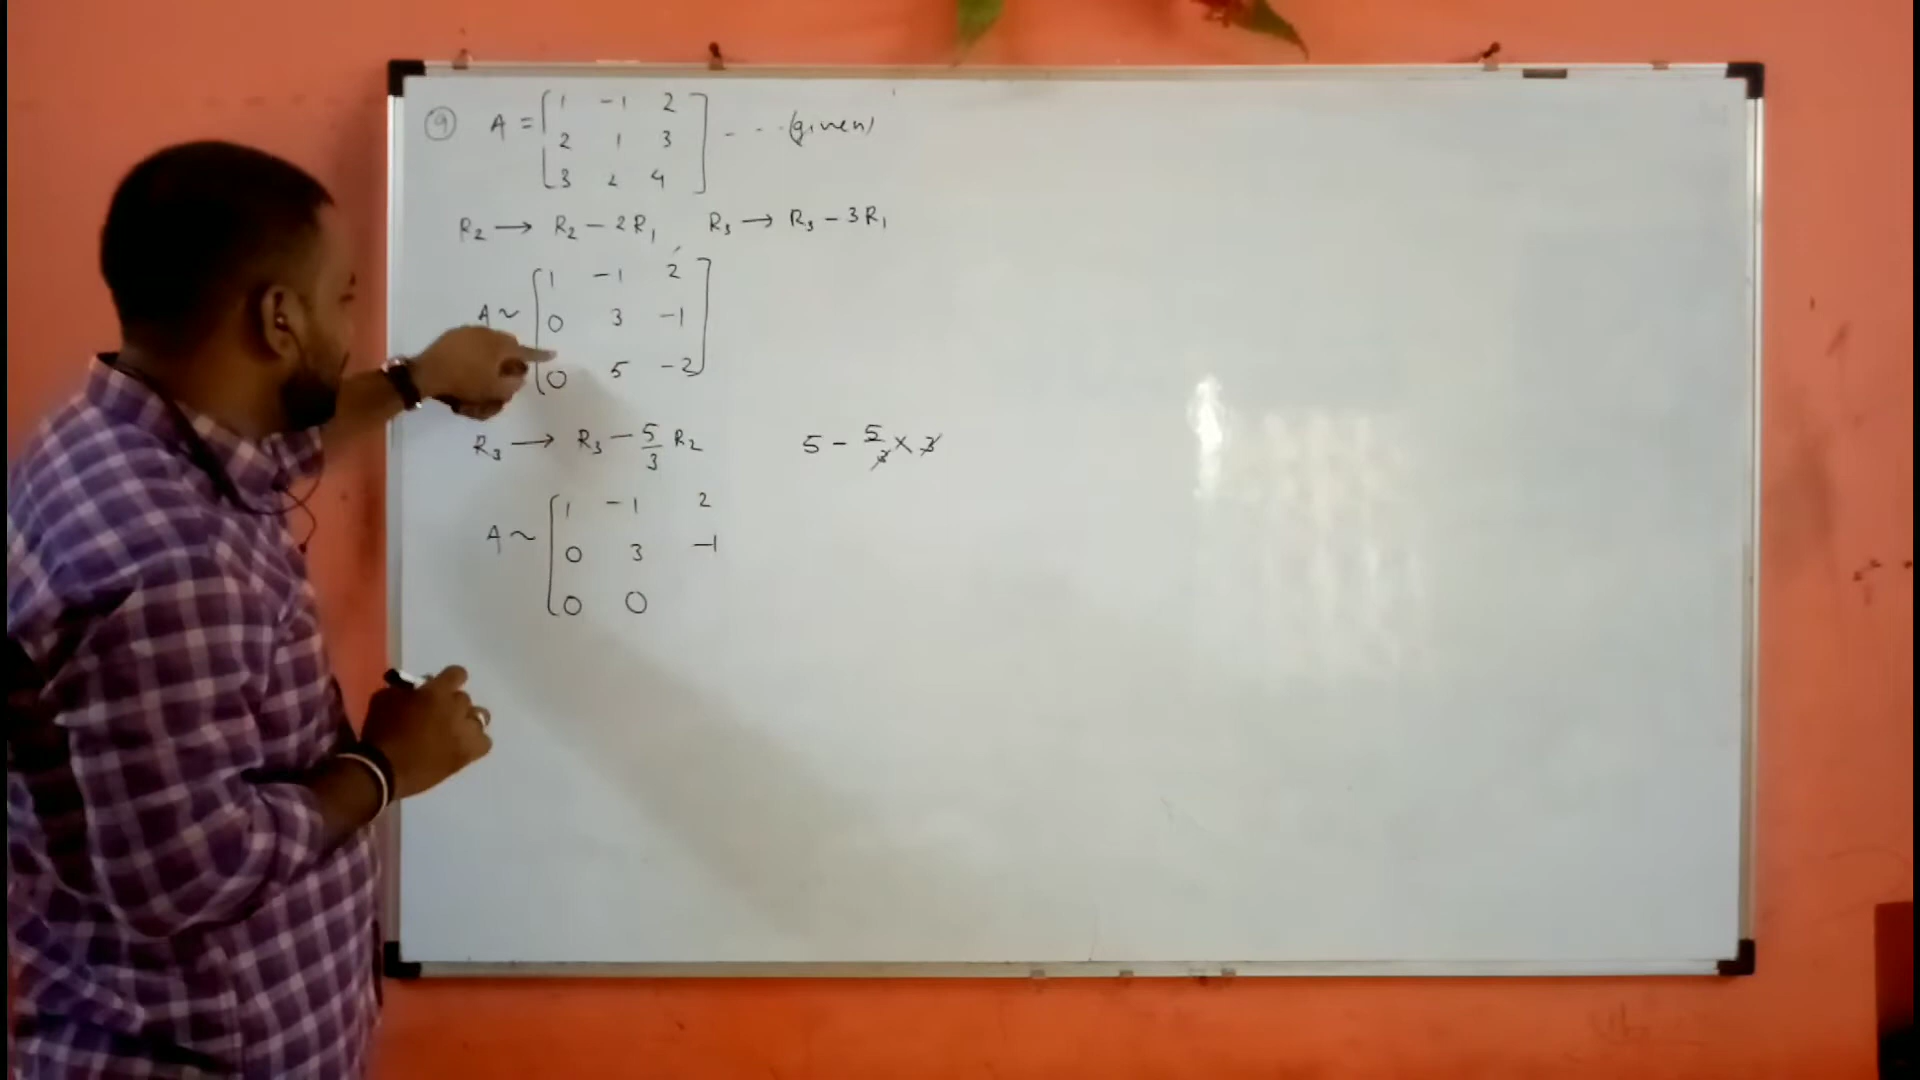 9 A = [ 1 -1 2
2 1 3
3 2 4 ] - - - (given)
R2 → R2 - 2R1 R3 → R3 - 3R1
A ~ [ 1 -1 2
0 3 -1
0 5 -2 ]
R3 → R3 - 5/3 R2 5 - 5/3 × 3
A ~ [ 1 -1 2
0 3 -1
0 0